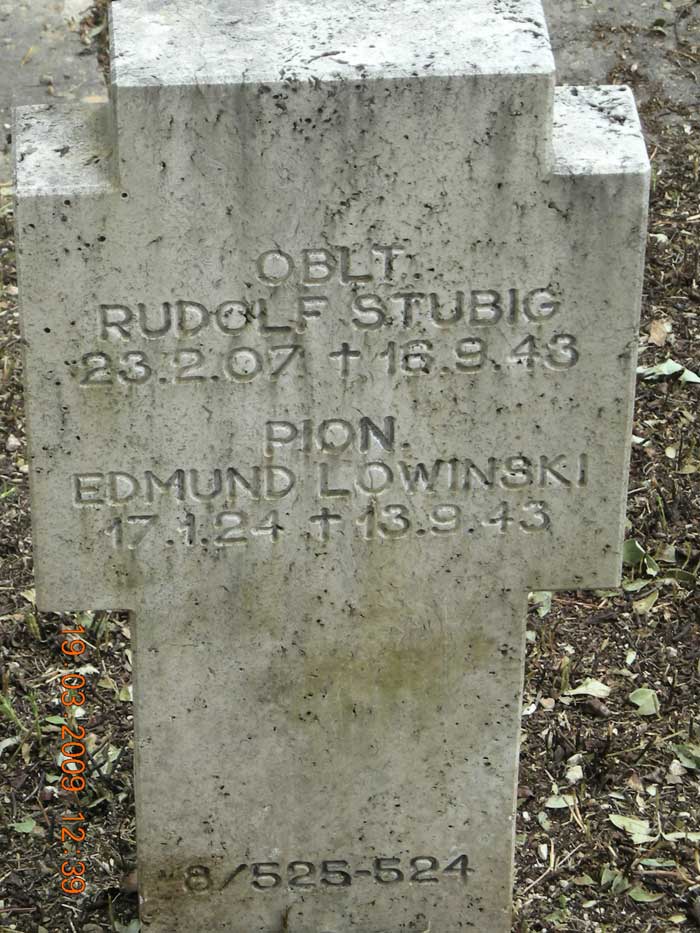 OBLT.
RUDOLF STUBIG
23.2.07 † 16.9.43
PION.
EDMUND LOWINSKI
17.1.24 † 13.9.43
8/525-524
19.03.2009 12:39